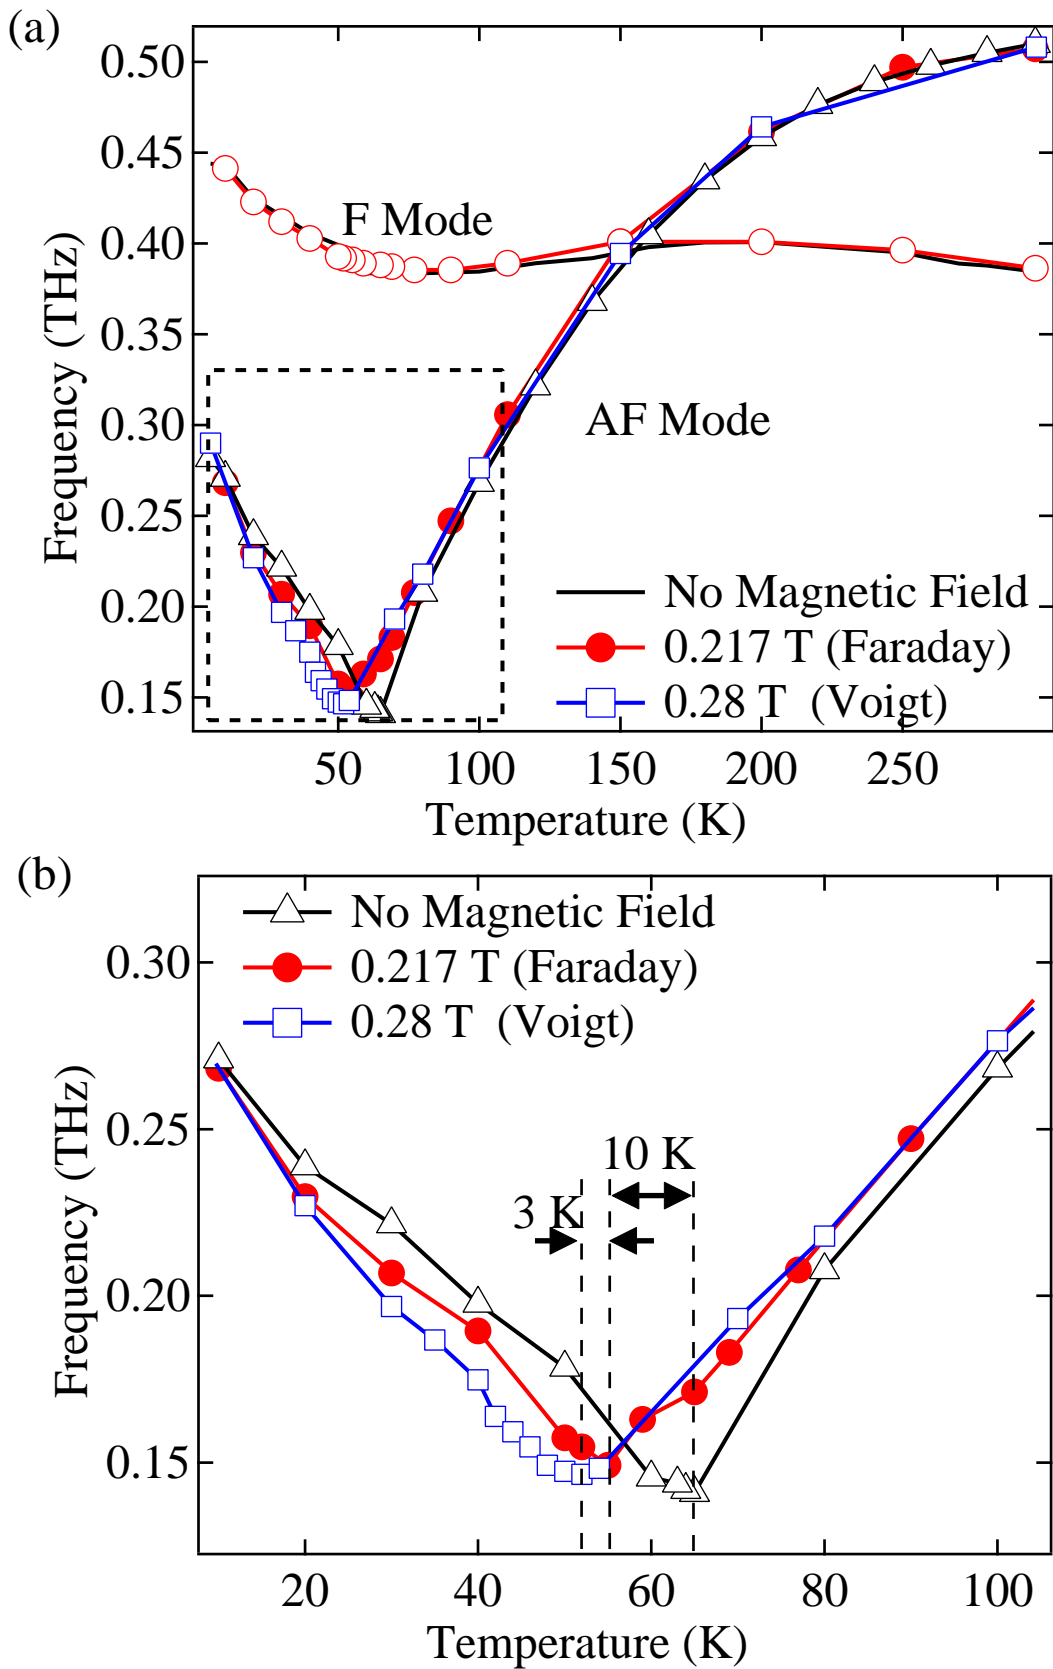 (a)
0.50
0.45
0.40
0.35
0.30
0.25
0.20
0.15
Frequency (THz)
F Mode
AF Mode
No Magnetic Field
0.217 T (Faraday)
0.28 T (Voigt)
50 100 150 200 250
Temperature (K)
(b)
No Magnetic Field
0.217 T (Faraday)
0.28 T (Voigt)
0.30
0.25
0.20
0.15
Frequency (THz)
10 K
3 K
20 40 60 80 100
Temperature (K)